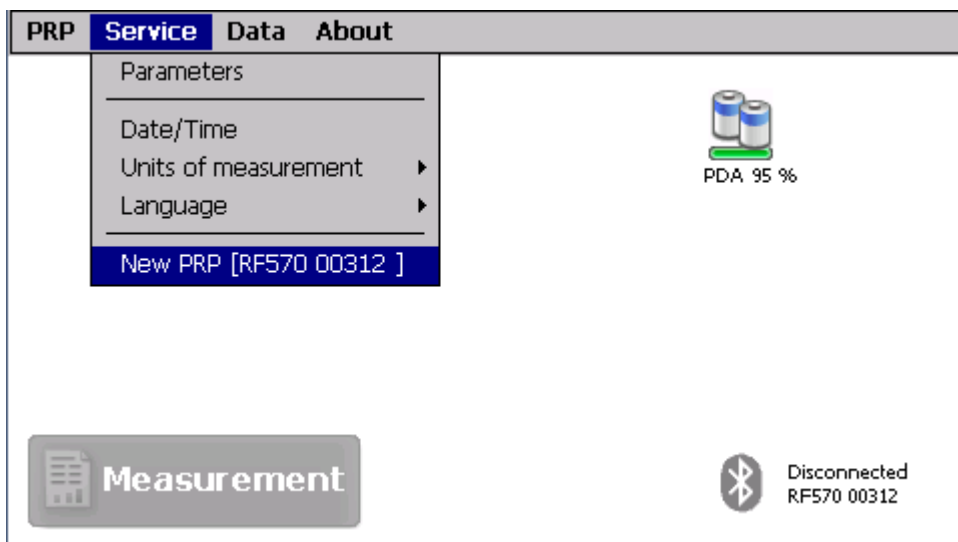 PRP Service Data About
Parameters
Date/Time
Units of measurement
Language
New PRP [RF570 00312 ]
PDA 95 %
Measurement
Disconnected
RF570 00312